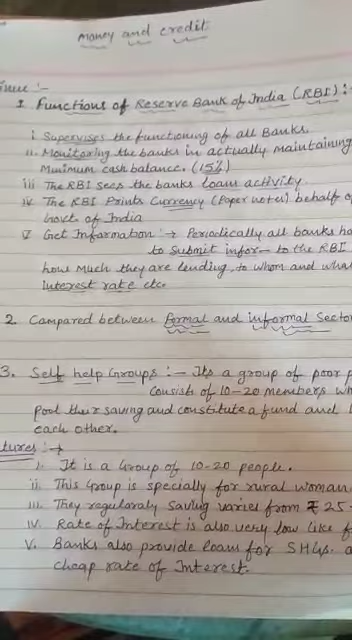 Money and credit
inue :-
1 Functions of Reserve Bank of India (RBI) :-
i. Supervises the functioning of all Banks.
ii. Monitoring the banks in actually maintaining
Minimum cash balance. (15%)
iii The RBI sees the banks loans activity
iv The RBI Prints Currency (Paper notes) behalf of
Govt. of India
v Get Information :→ Periodically all banks ha
to submit infor— to the RBI
how Much they are lending, to whom and what
interest rate etc.
2. Compared between formal and informal Sector
3. Self help Groups :- Its a group of poor p
consists of 10-20 members wh
Pool their saving and constitute a fund and l
each other.
tures :→
i. It is a Group of 10-20 people.
ii. This Group is specially for rural woman
iii. They regularaly saving varies from ₹ 25-
iv. Rate of Interest is also very low like f
v. Banks also provide loans for SHGs. a
cheap rate of Interest.